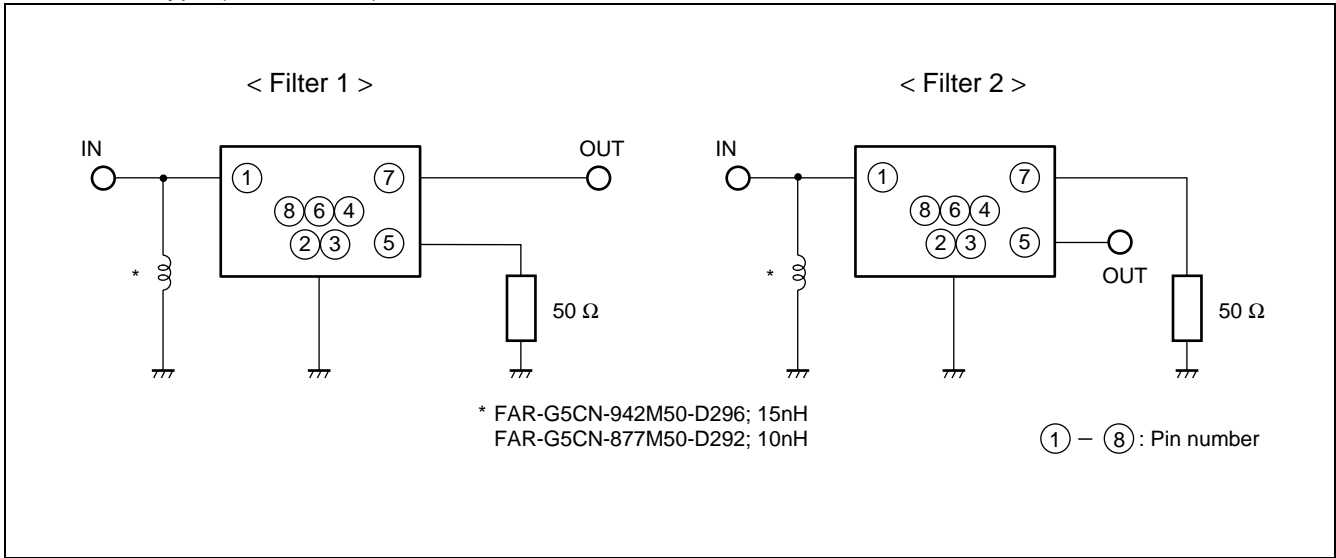 < Filter 1 >
IN
OUT
1
7
8 6 4
2 3
5
*
50 Ω
< Filter 2 >
IN
1
7
8 6 4
2 3
5
OUT
*
50 Ω
* FAR-G5CN-942M50-D296; 15nH
FAR-G5CN-877M50-D292; 10nH
1 – 8 : Pin number